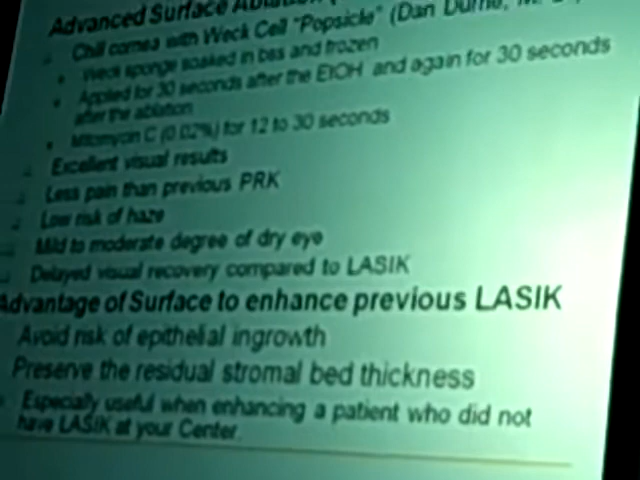 Advanced Surface Ablation
Chill cornea with Weck Cell "Popsicle" (Dan Durrie, M.
Weck sponge soaked in bss and frozen
Applied for 30 seconds after the EtOH and again for 30 seconds
after the ablation
Mitomycin C (0.02%) for 12 to 30 seconds
Excellent visual results
Less pain than previous PRK
Low risk of haze
Mild to moderate degree of dry eye
Delayed visual recovery compared to LASIK
Advantage of Surface to enhance previous LASIK
Avoid risk of epithelial ingrowth
Preserve the residual stromal bed thickness
Especially useful when enhancing a patient who did not
have LASIK at your Center.